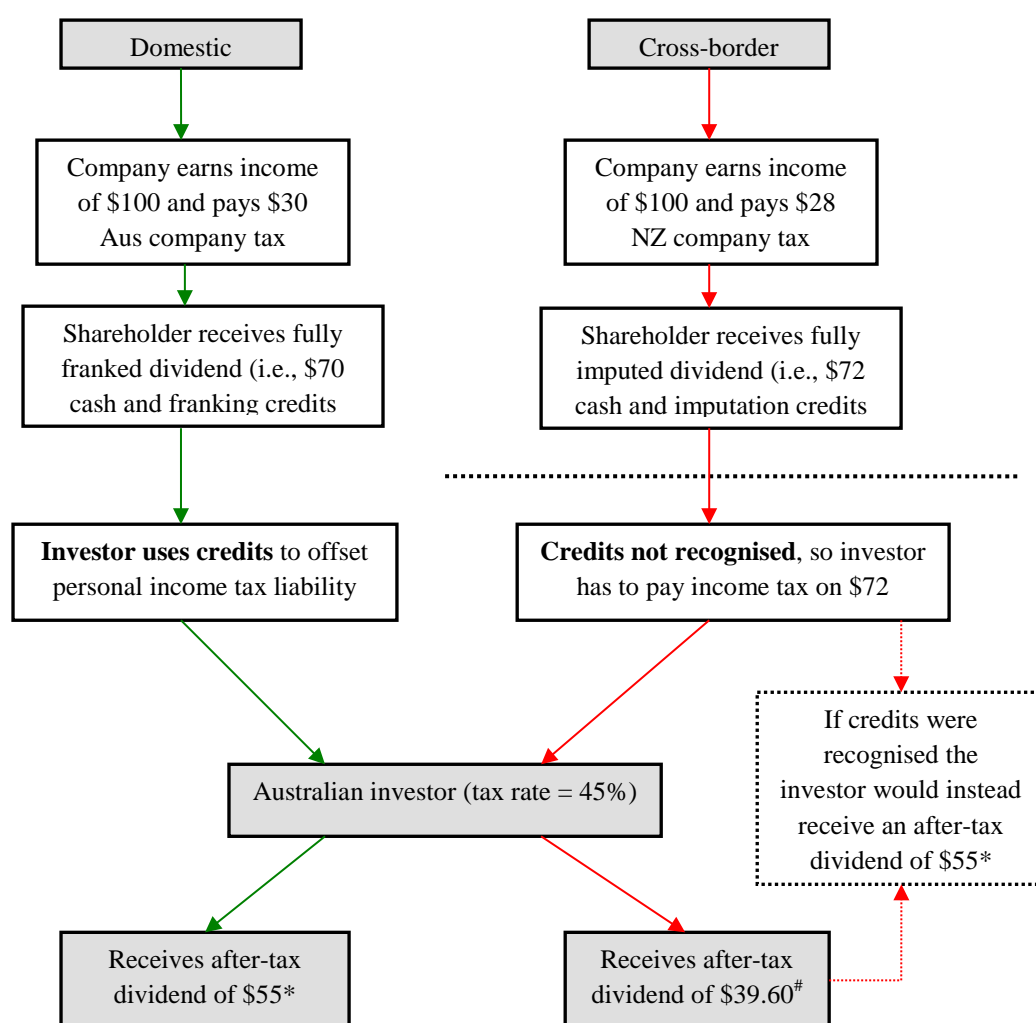 Domestic
Cross-border
Company earns income
of $100 and pays $30
Aus company tax
Company earns income
of $100 and pays $28
NZ company tax
Shareholder receives fully
franked dividend (i.e., $70
cash and franking credits
Shareholder receives fully
imputed dividend (i.e., $72
cash and imputation credits
Investor uses credits to offset
personal income tax liability
Credits not recognised, so investor
has to pay income tax on $72
If credits were
recognised the
investor would instead
receive an after-tax
dividend of $55*
Australian investor (tax rate = 45%)
Receives after-tax
dividend of $55*
Receives after-tax
dividend of $39.60#